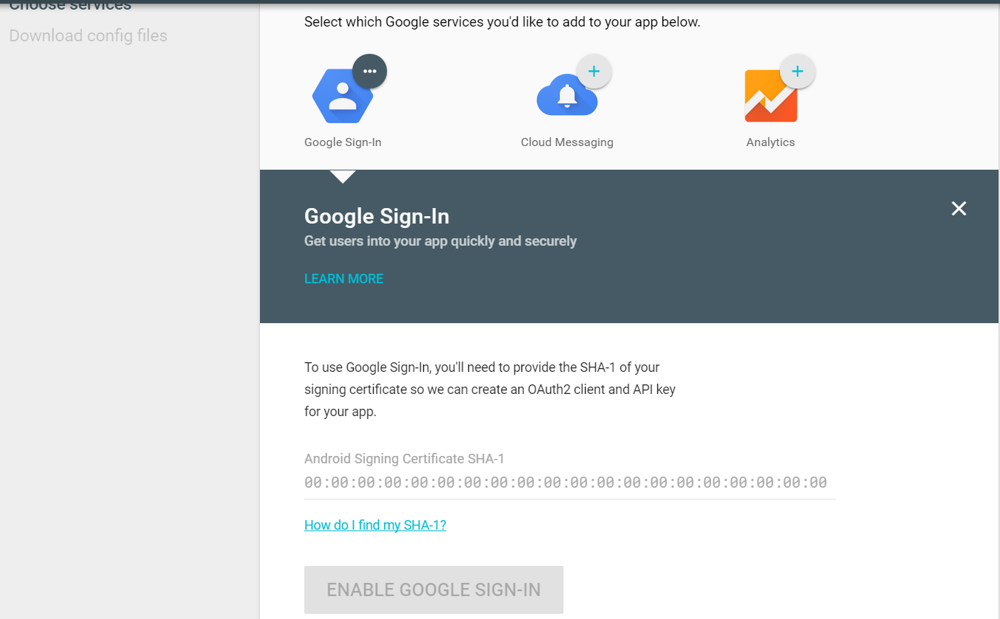 Choose services
Download config files
Select which Google services you'd like to add to your app below.
Google Sign-In
Cloud Messaging
Analytics
Google Sign-In
Get users into your app quickly and securely
LEARN MORE
To use Google Sign-In, you'll need to provide the SHA-1 of your
signing certificate so we can create an OAuth2 client and API key
for your app.
Android Signing Certificate SHA-1
00:00:00:00:00:00:00:00:00:00:00:00:00:00:00:00:00:00:00:00
How do I find my SHA-1?
ENABLE GOOGLE SIGN-IN